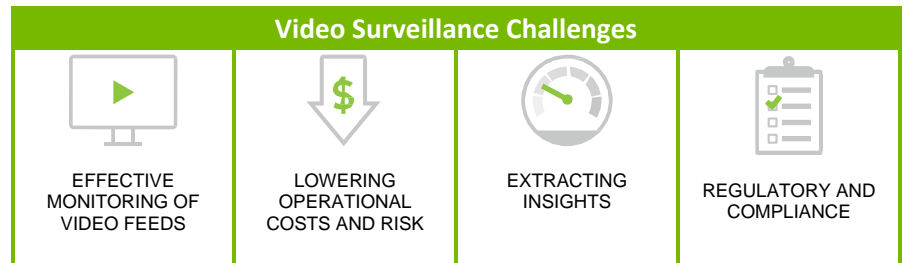 Video Surveillance Challenges
$
EFFECTIVE
MONITORING OF
VIDEO FEEDS
LOWERING
OPERATIONAL
COSTS AND RISK
EXTRACTING
INSIGHTS
REGULATORY AND
COMPLIANCE